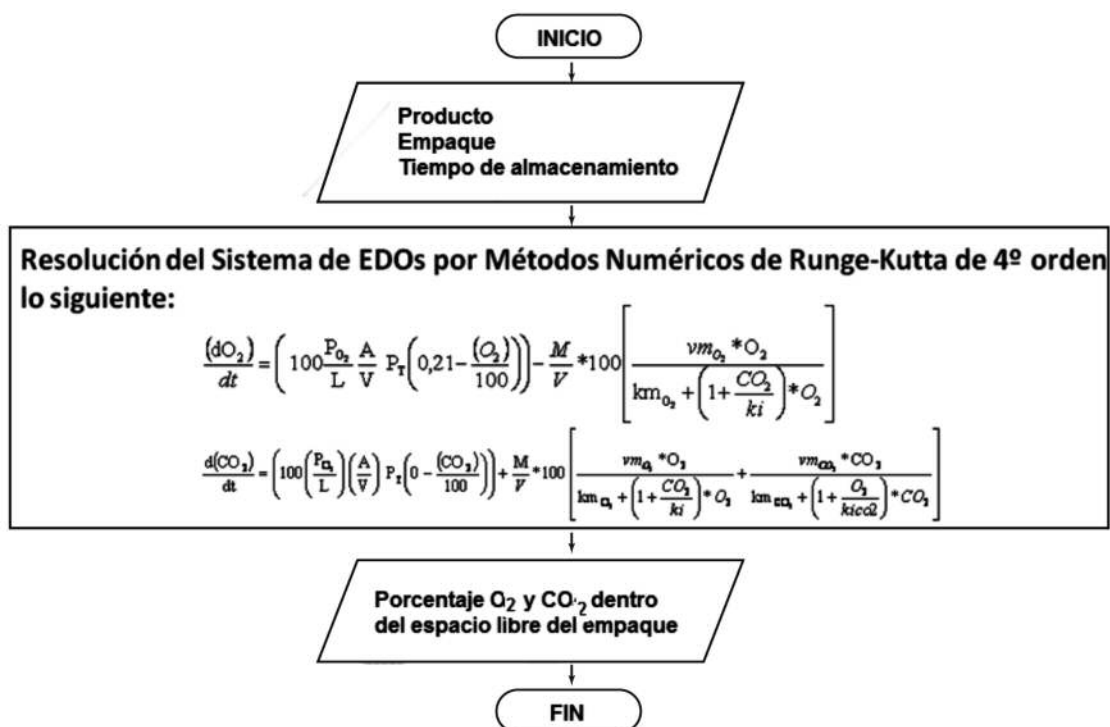 INICIO
Producto
Empaque
Tiempo de almacenamiento
Resolución del Sistema de EDOs por Métodos Numéricos de Runge-Kutta de 4º orden
lo siguiente:
(dO₂)/dt = (100 P_O₂/L A/V P_T(0,21-(O₂)/100)) - M/V *100[vm_O₂ *O₂/(km_O₂ + (1+CO₂/ki)*O₂)]
d(CO₂)/dt = (100(P_CO₂/L)(A/V) P_T(0-(CO₂)/100)) + M/V *100[vm_O₂ *O₂/(km_O₂ + (1+CO₂/ki)*O₂) + vm_CO₂ *CO₂/(km_CO₂ + (1+O₂/kico2)*CO₂)]
Porcentaje O₂ y CO₂ dentro
del espacio libre del empaque
FIN